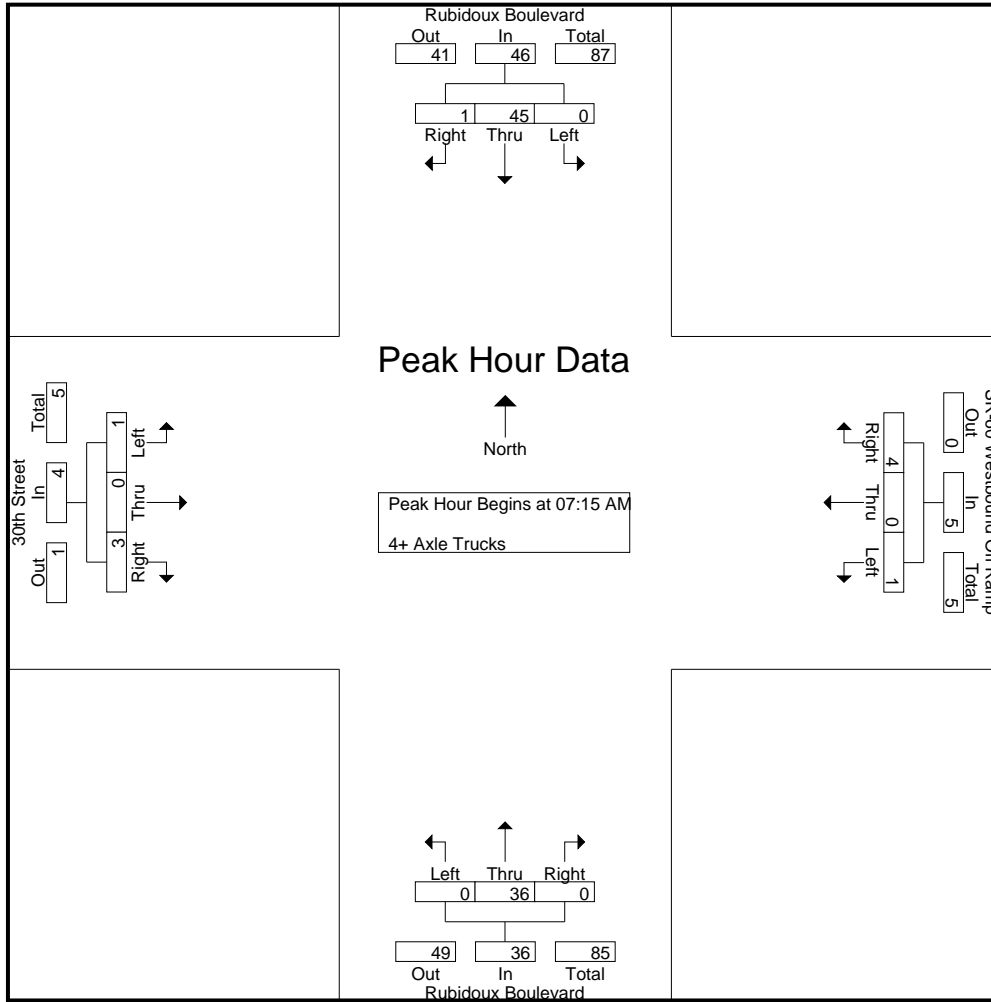 Rubidoux Boulevard
Out In Total
41 46 87
1 45 0
Right Thru Left
Peak Hour Data
North
Peak Hour Begins at 07:15 AM
4+ Axle Trucks
30th Street
Total In Out
5 4 1
1 0 3
Left Thru Right
Westbound
Out In Total
0 5 5
4 0 1
Right Thru Left
Left Thru Right
0 36 0
49 36 85
Out In Total
Rubidoux Boulevard